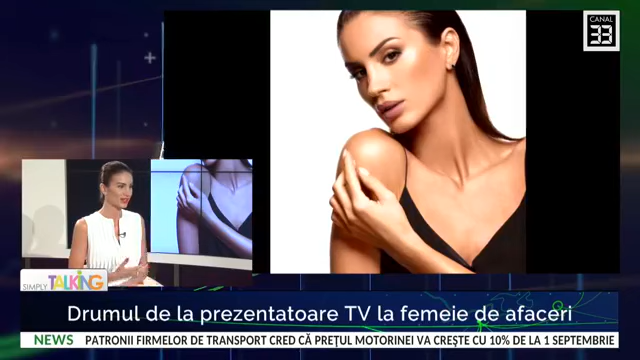 CANAL
33
SIMPLY TALKING
Drumul de la prezentatoare TV la femeie de afaceri
NEWS PATRONII FIRMELOR DE TRANSPORT CRED CĂ PREȚUL MOTORINEI VA CREȘTE CU 10% DE LA 1 SEPTEMBRIE